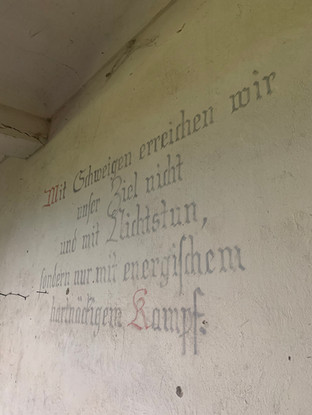 Mit Schweigen erreichen wir
unser Ziel nicht
und mit Nichtstun,
sondern nur mit energischem
hartnäckigem Kampf.